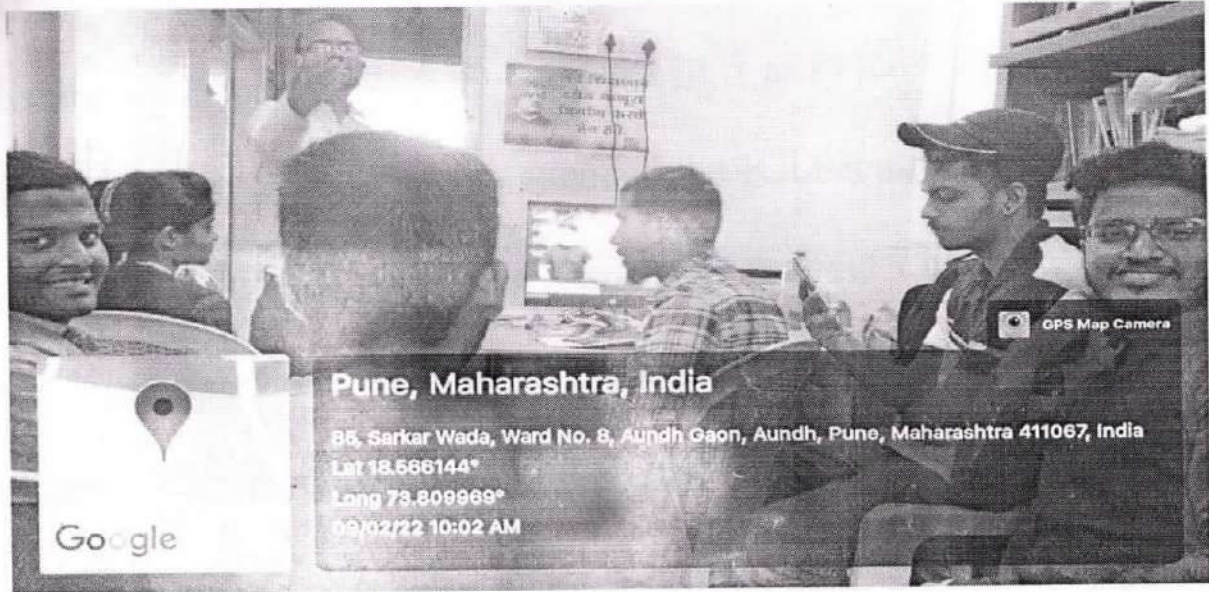 GPS Map Camera
Pune, Maharashtra, India
85, Sarkar Wada, Ward No. 8, Aundh Gaon, Aundh, Pune, Maharashtra 411067, India
Lat 18.566144°
Long 73.809969°
09/02/22 10:02 AM
Google